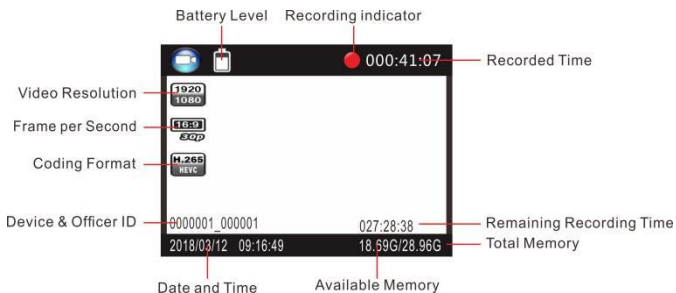 Battery Level Recording indicator
000:41:07 Recorded Time
Video Resolution 1920
1080
Frame per Second 16:9
30p
Coding Format H.265
HEVC
Device & Officer ID 0000001_000001 027:28:38 Remaining Recording Time
2018/03/12 09:16:49 18.69G/28.96G Total Memory
Date and Time Available Memory